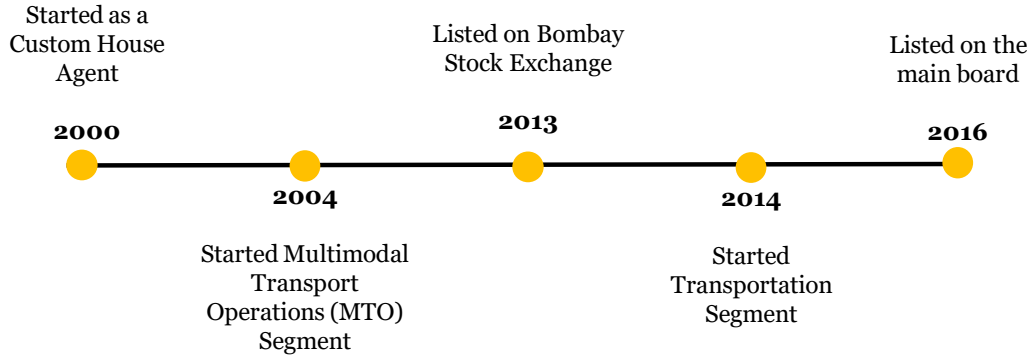 Started as a
Custom House
Agent
2000
2004
Started Multimodal
Transport
Operations (MTO)
Segment
Listed on Bombay
Stock Exchange
2013
2014
Started
Transportation
Segment
Listed on the
main board
2016